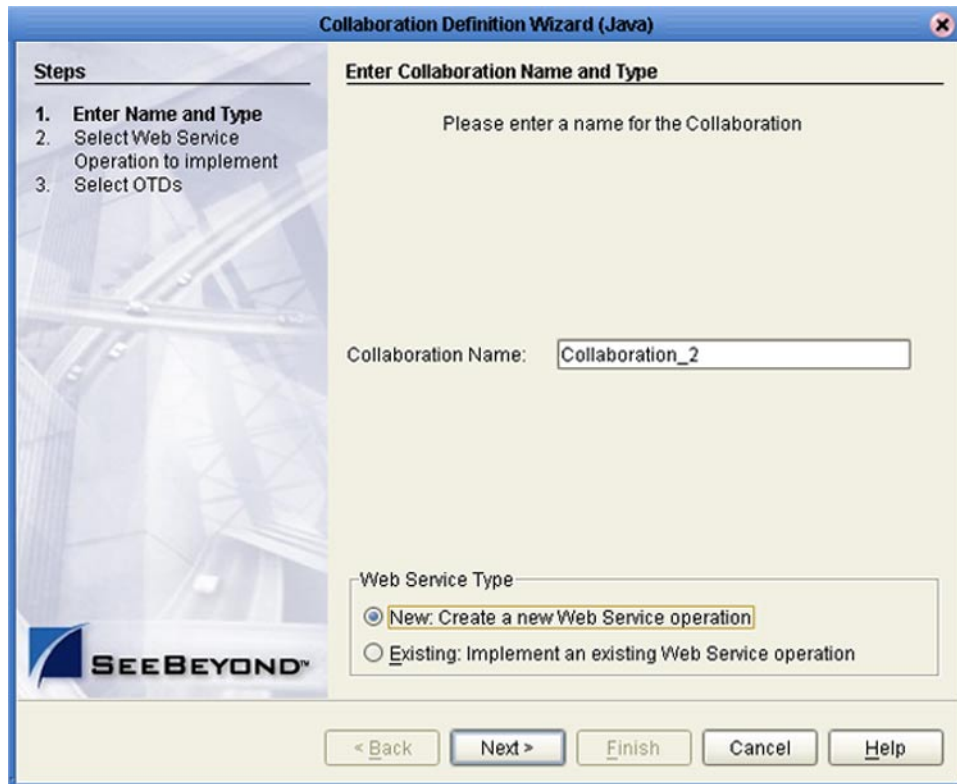 Collaboration Definition Wizard (Java)
Steps
1. Enter Name and Type
2. Select Web Service
Operation to implement
3. Select OTDs
SEEBEYOND™
Enter Collaboration Name and Type
Please enter a name for the Collaboration
Collaboration Name: Collaboration_2
Web Service Type
New: Create a new Web Service operation
Existing: Implement an existing Web Service operation
< Back Next > Finish Cancel Help